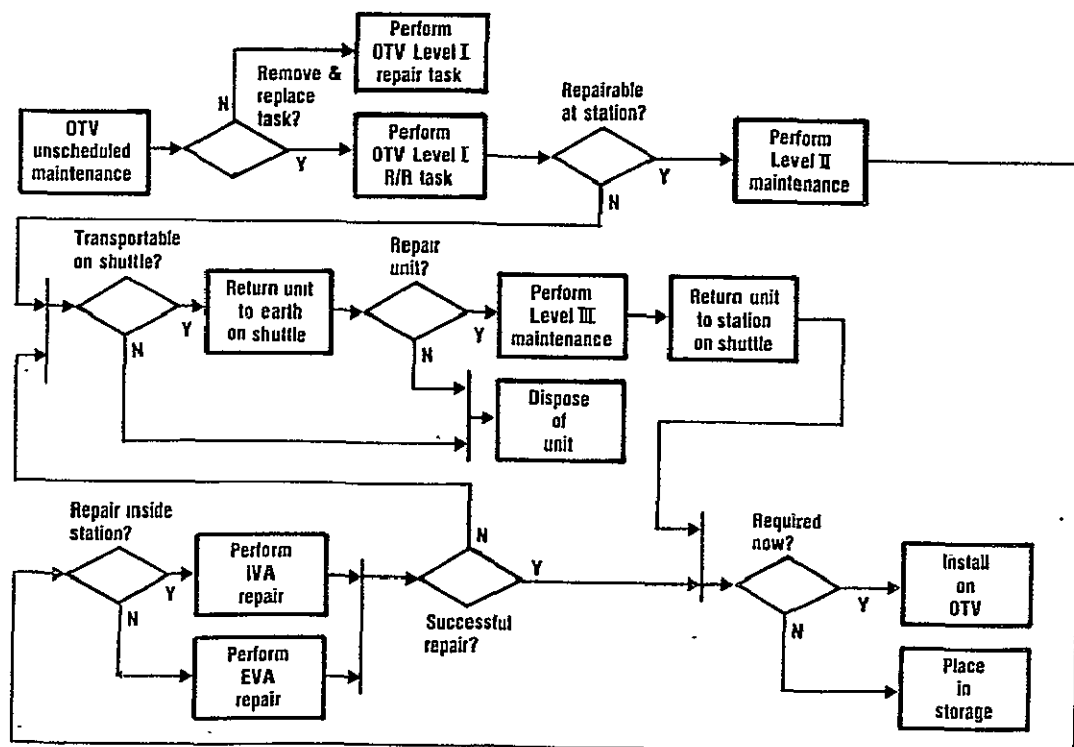 OTV
unscheduled
maintenance
N
Remove &
replace
task?
Y
Perform
OTV Level I
repair task
Perform
OTV Level I
R/R task
Repairable
at station?
Y
N
Perform
Level II
maintenance
Transportable
on shuttle?
Y
N
Return unit
to earth
on shuttle
Repair
unit?
Y
N
Perform
Level III
maintenance
Return unit
to station
on shuttle
Dispose
of
unit
Repair inside
station?
Y
N
Perform
IVA
repair
Perform
EVA
repair
N
Y
Successful
repair?
Required
now?
Y
N
Install
on
OTV
Place
in
storage